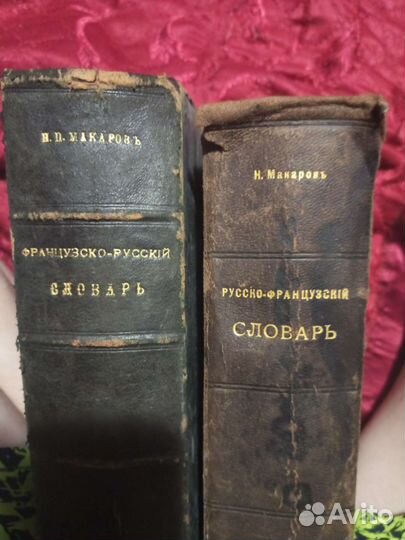 Н. П. МАКАРОВЪ
ФРАНЦУЗСКО-РУССКІЙ
СЛОВАРЬ
Н. Макаровъ
РУССКО-ФРАНЦУЗСКІЙ
СЛОВАРЬ
Avito